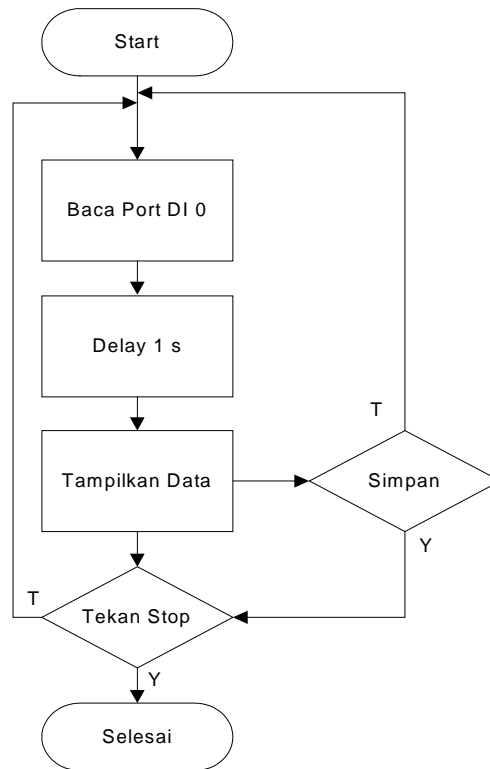 Start
Baca Port DI 0
Delay 1 s
T
Tampilkan Data
Simpan
Y
T
Tekan Stop
Y
Selesai